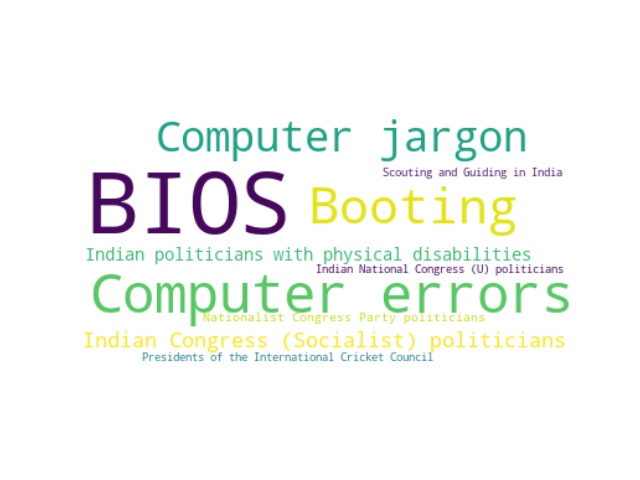 Computer jargon
Scouting and Guiding in India
BIOS Booting
Indian politicians with physical disabilities
Indian National Congress (U) politicians
Computer errors
Nationalist Congress Party politicians
Indian Congress (Socialist) politicians
Presidents of the International Cricket Council